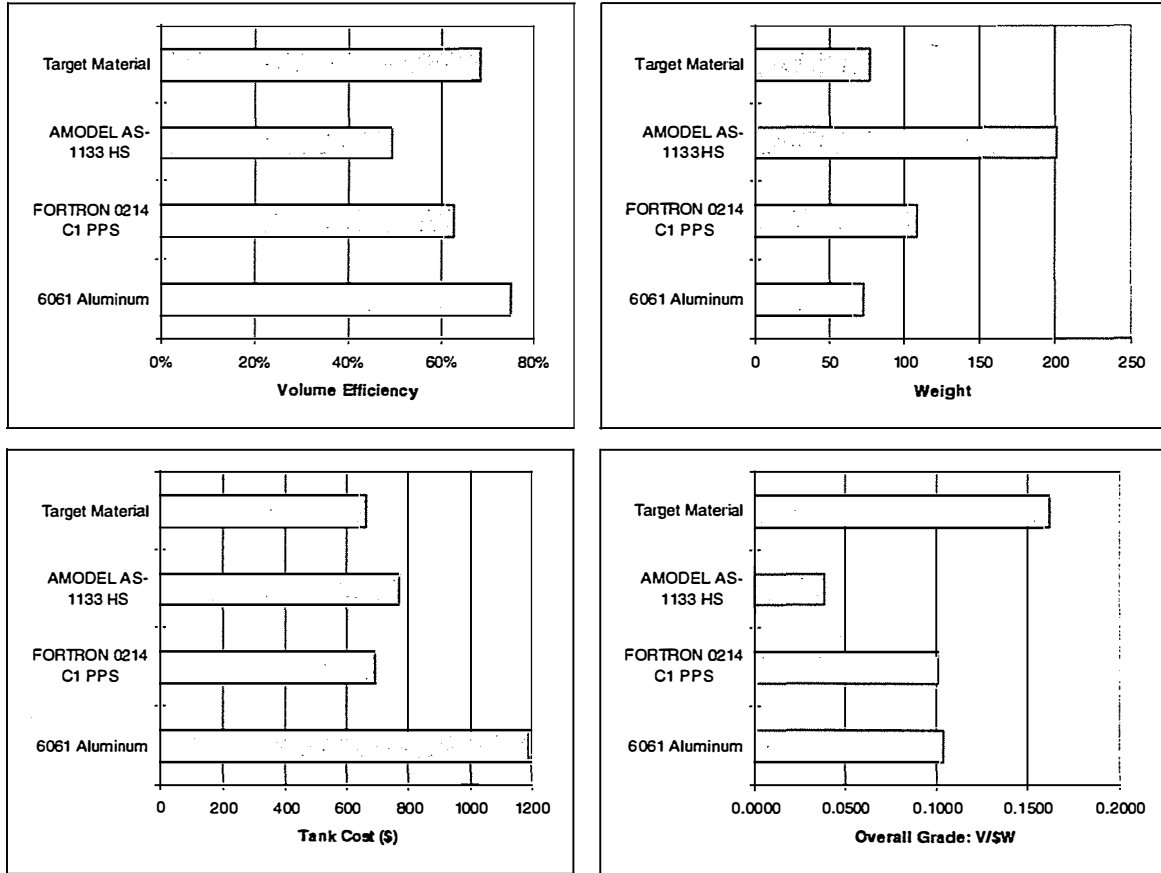 Target Material
AMODEL AS-
1133 HS
FORTRON 0214
C1 PPS
6061 Aluminum
0% 20% 40% 60% 80%
Volume Efficiency
Target Material
AMODEL AS-
1133HS
FORTRON 0214
C1 PPS
6061 Aluminum
0 50 100 150 200 250
Weight
Target Material
AMODEL AS-
1133 HS
FORTRON 0214
C1 PPS
6061 Aluminum
0 200 400 600 800 1000 1200
Tank Cost ($)
Target Material
AMODEL AS-
1133 HS
FORTRON 0214
C1 PPS
6061 Aluminum
0.0000 0.0500 0.1000 0.1500 0.2000
Overall Grade: V/$W